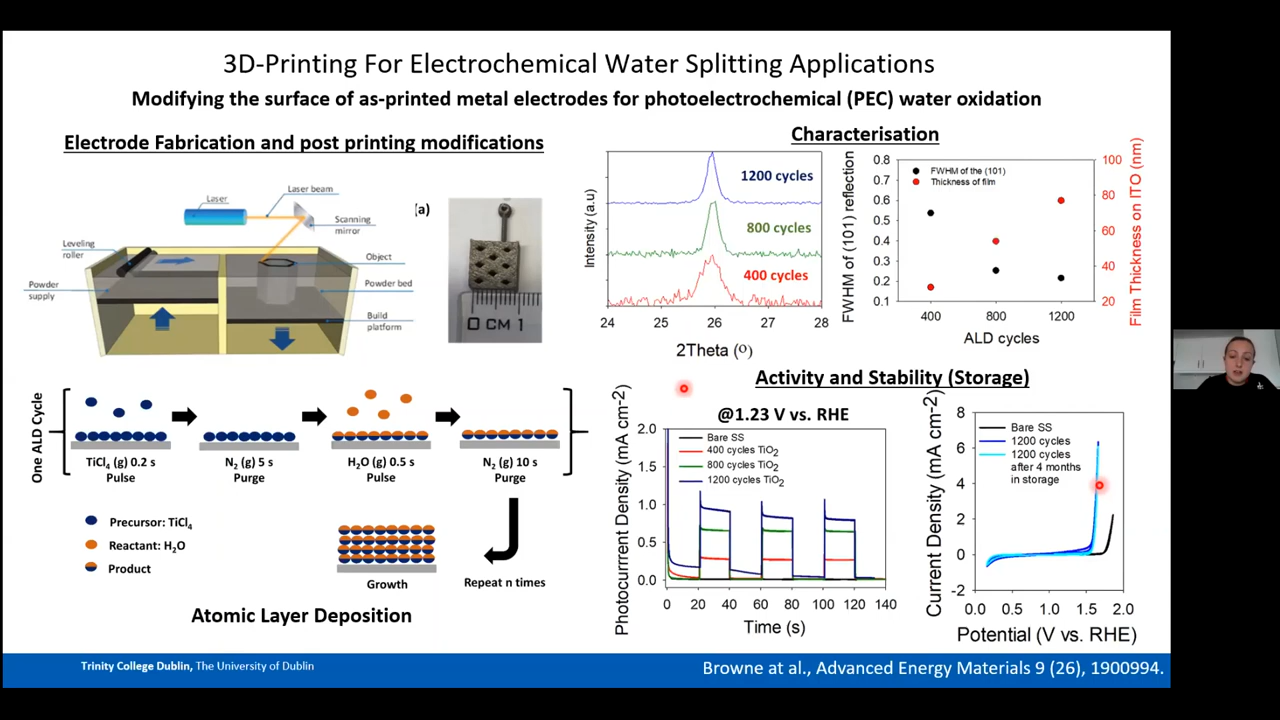 3D-Printing For Electrochemical Water Splitting Applications
Modifying the surface of as-printed metal electrodes for photoelectrochemical (PEC) water oxidation
Electrode Fabrication and post printing modifications
Laser
Laser beam
Scanning
mirror
Leveling
roller
Object
Powder
supply
Powder bed
Build
platform
(a)
0 CM 1
One ALD Cycle
TiCl4 (g) 0.2 s
Pulse
N2 (g) 5 s
Purge
H2O (g) 0.5 s
Pulse
N2 (g) 10 s
Purge
Precursor: TiCl4
Reactant: H2O
Product
Growth
Repeat n times
Atomic Layer Deposition
Characterisation
Intensity (a.u)
1200 cycles
800 cycles
400 cycles
24 25 26 27 28
2Theta (o)
FWHM of (101) reflection
0.8
0.7
0.6
0.5
0.4
0.3
0.2
0.1
FWHM of the (101)
Thickness of film
100
80
60
40
20
Film Thickness on ITO (nm)
400 800 1200
ALD cycles
Activity and Stability (Storage)
@1.23 V vs. RHE
Photocurrrent Density (mA cm-2)
2.0
1.5
1.0
0.5
0.0
Bare SS
400 cycles TiO2
800 cycles TiO2
1200 cycles TiO2
0 20 40 60 80 100 120 140
Time (s)
Current Density (mA cm-2)
8
6
4
2
0
-2
Bare SS
1200 cycles
1200 cycles
after 4 months
in storage
0.0 0.5 1.0 1.5 2.0
Potential (V vs. RHE)
Trinity College Dublin, The University of Dublin
Browne at al., Advanced Energy Materials 9 (26), 1900994.